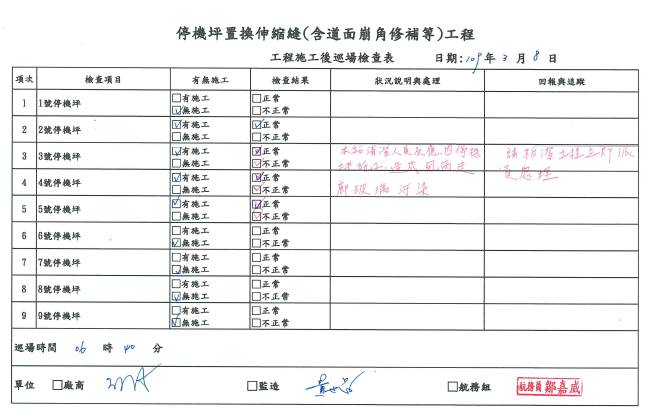 停機坪置換伸縮縫(含道面崩角修補等)工程
工程施工後巡場檢查表 日期:109年3月8日
項次 檢查項目 有無施工 檢查結果 狀況說明與處理 回報與追蹤
1 1號停機坪 □有施工 □正常
☑無施工 □不正常
2 2號停機坪 ☑有施工 ☑正常
□無施工 □不正常
3 3號停機坪 ☑有施工 ☑正常 本站清潔人員反應 停機 請 工程 派
□無施工 ☑不正常 坪施工,造成風雨走 員處理
4 4號停機坪 ☑有施工 ☑正常 廊玻璃污染
□無施工 ☑不正常
5 5號停機坪 ☑有施工 ☑正常
□無施工 ☑不正常
6 6號停機坪 □有施工 □正常
☑無施工 □不正常
7 7號停機坪 □有施工 □正常
☑無施工 □不正常
8 8號停機坪 □有施工 □正常
☑無施工 □不正常
9 9號停機坪 □有施工 □正常
☑無施工 □不正常
巡場時間 06 時 40 分
單位 □廠商 □監造 □航務組 航務員 鄒嘉威